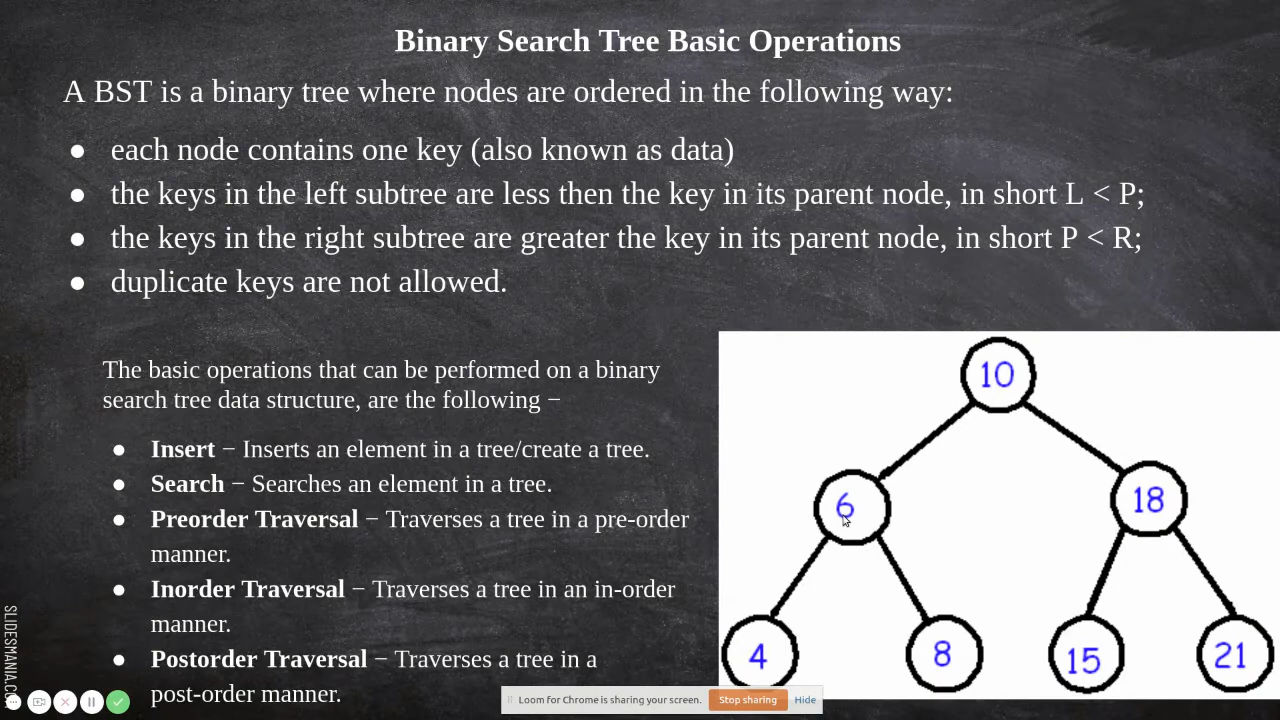 Binary Search Tree Basic Operations
A BST is a binary tree where nodes are ordered in the following way:
● each node contains one key (also known as data)
● the keys in the left subtree are less then the key in its parent node, in short L < P;
● the keys in the right subtree are greater the key in its parent node, in short P < R;
● duplicate keys are not allowed.
The basic operations that can be performed on a binary
search tree data structure, are the following −
● Insert − Inserts an element in a tree/create a tree.
● Search − Searches an element in a tree.
● Preorder Traversal − Traverses a tree in a pre-order
manner.
● Inorder Traversal − Traverses a tree in an in-order
manner.
● Postorder Traversal − Traverses a tree in a
post-order manner.
10
6
18
4
8
15
21
Loom for Chrome is sharing your screen. Stop sharing Hide